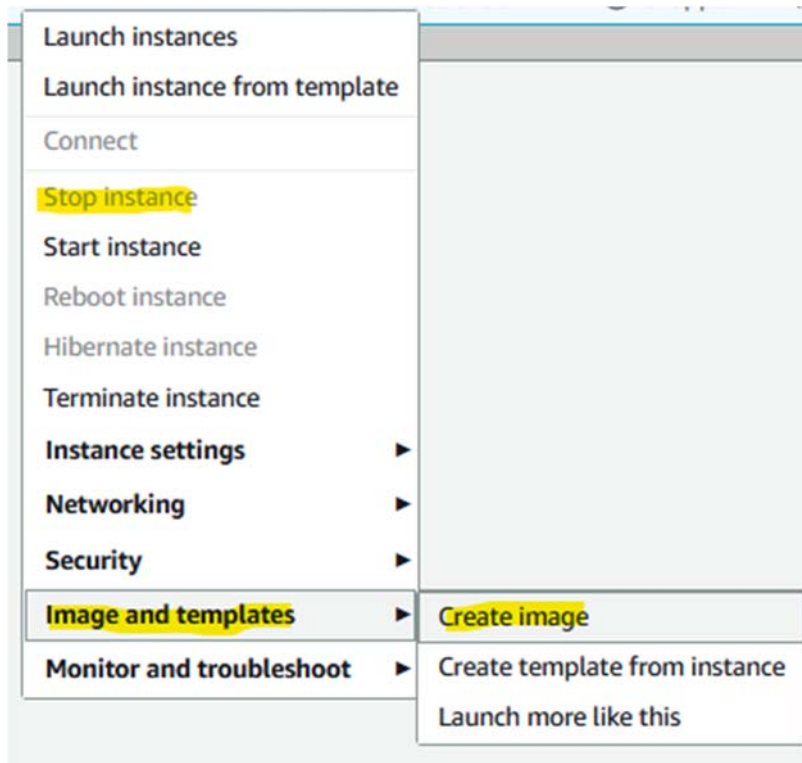 Launch instances
Launch instance from template
Connect
Stop instance
Start instance
Reboot instance
Hibernate instance
Terminate instance
Instance settings
Networking
Security
Image and templates
Create image
Monitor and troubleshoot
Create template from instance
Launch more like this